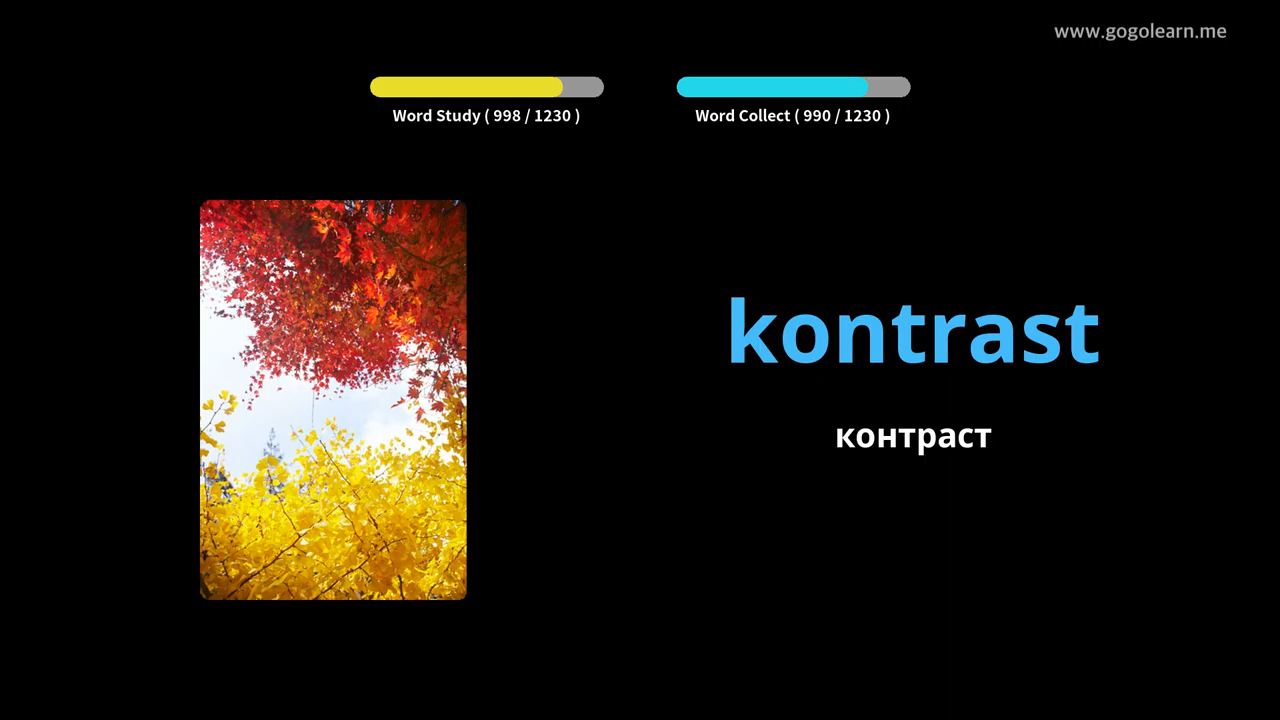 www.gogolearn.me
Word Study ( 998 / 1230 )
Word Collect ( 990 / 1230 )
kontrast
контраст